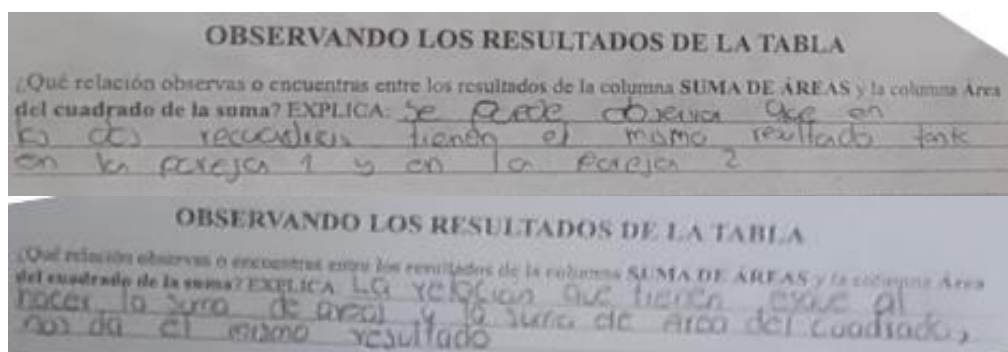 OBSERVANDO LOS RESULTADOS DE LA TABLA
¿Qué relación observas o encuentras entre los resultados de la columna SUMA DE ÁREAS y la columna Área
del cuadrado de la suma? EXPLICA: Se puede observar que en
los dos tienen el mismo resultado tanto
en la pareja 1 y en la pareja 2
OBSERVANDO LOS RESULTADOS DE LA TABLA
¿Qué relación observas o encuentras entre los resultados de la columna SUMA DE ÁREAS y la columna Área
del cuadrado de la suma? EXPLICA LA relacion que tienen esque al
hacer la suma de areas y la suma de Area del cuadrado,
nos da el mismo resultado